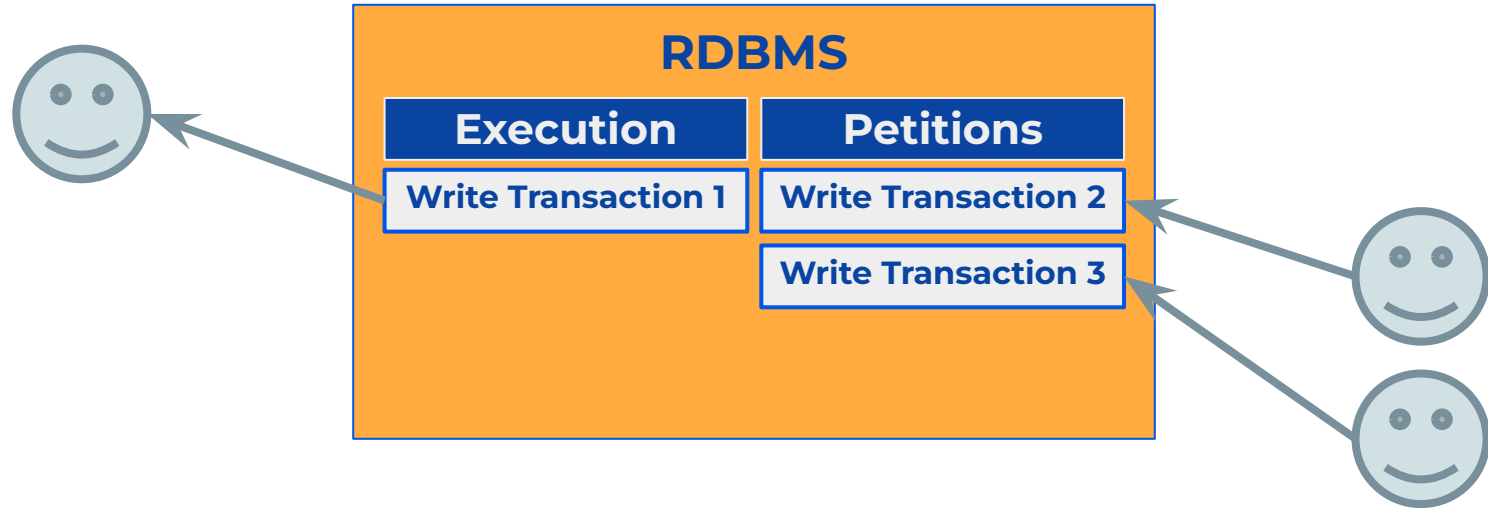 RDBMS
Execution
Petitions
Write Transaction 1
Write Transaction 2
Write Transaction 3